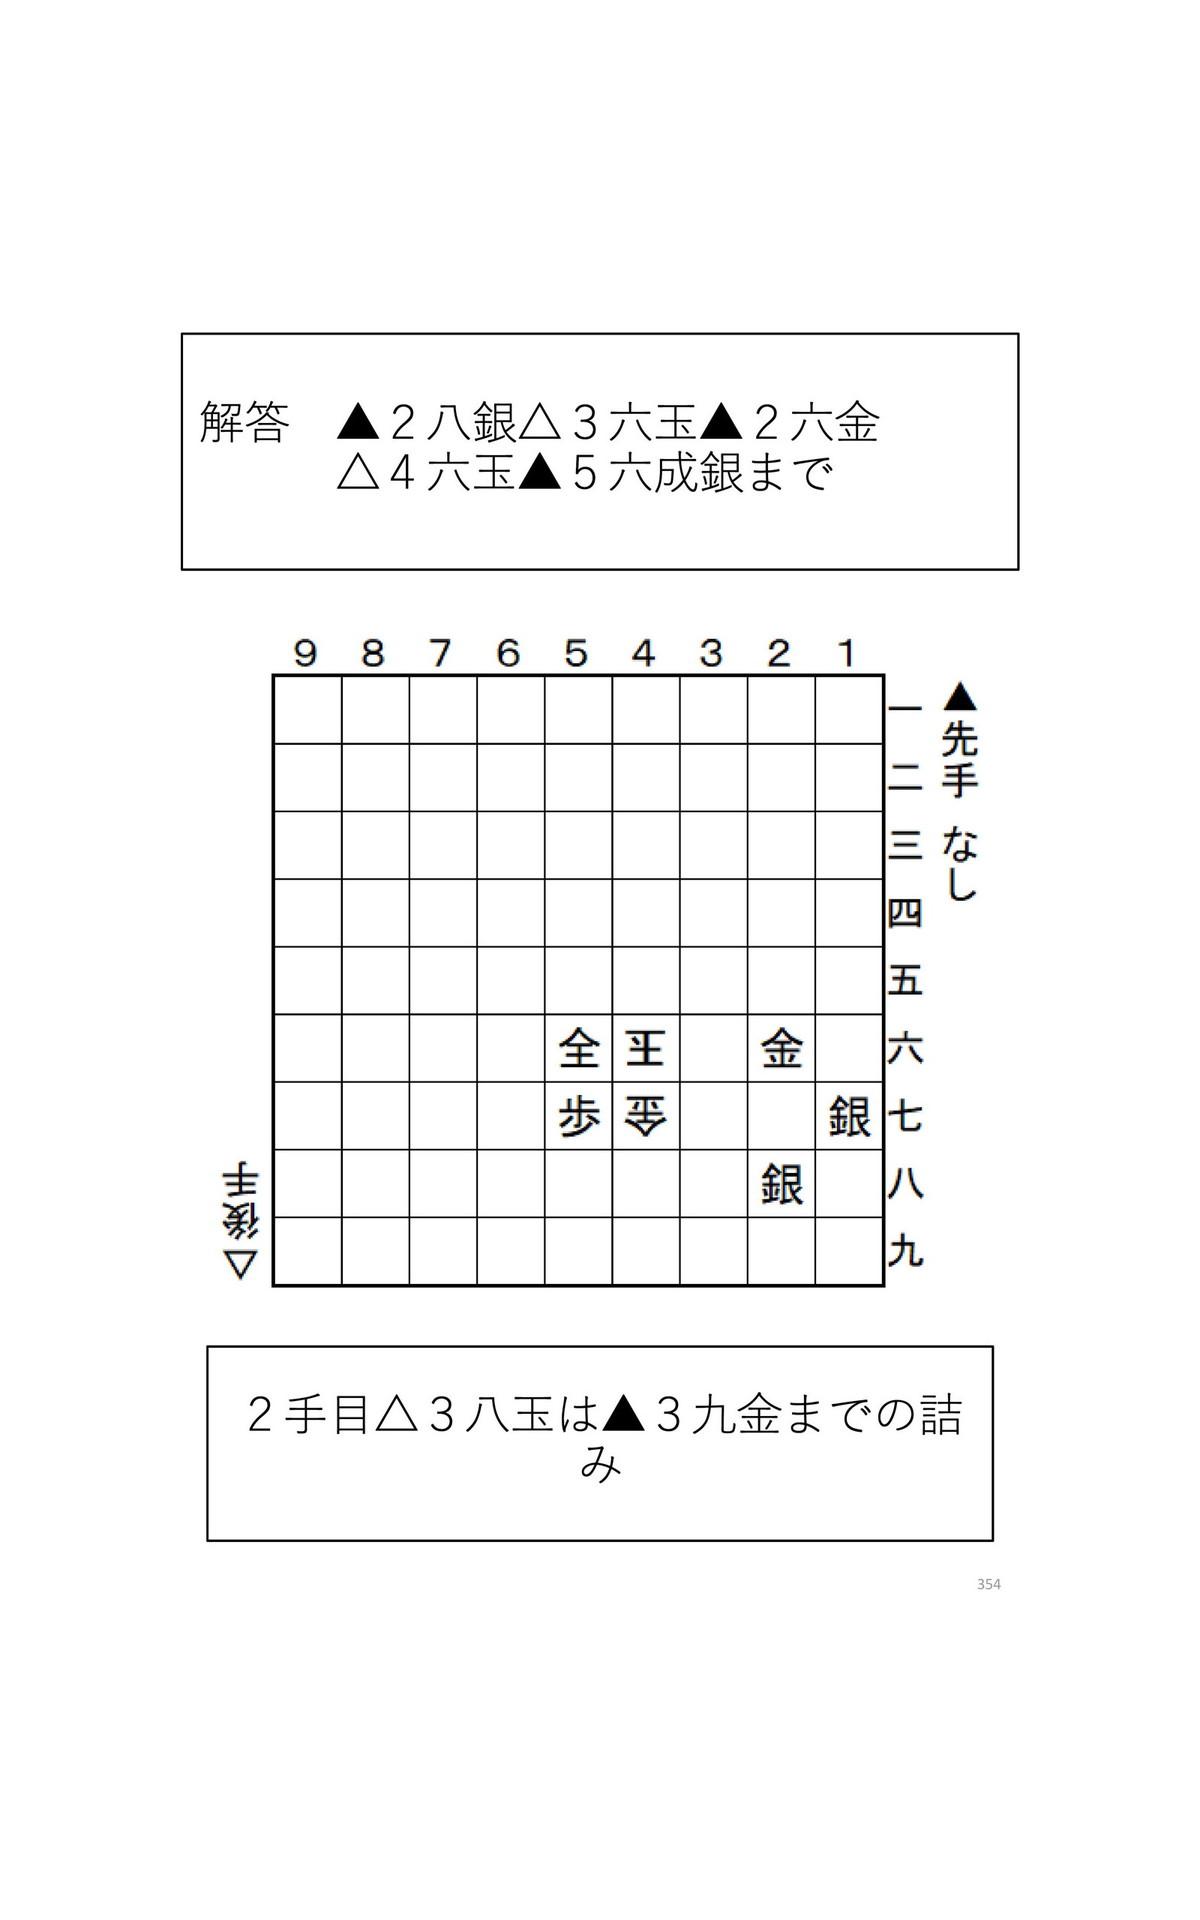 解答　▲２八銀△３六玉▲２六金
△４六玉▲５六成銀まで
9 8 7 6 5 4 3 2 1
一
二
三
四
五
六
七
八
九
▲先手 なし
△後手
全 王 金
歩 金 銀
銀
２手目△３八玉は▲３九金までの詰
み
354